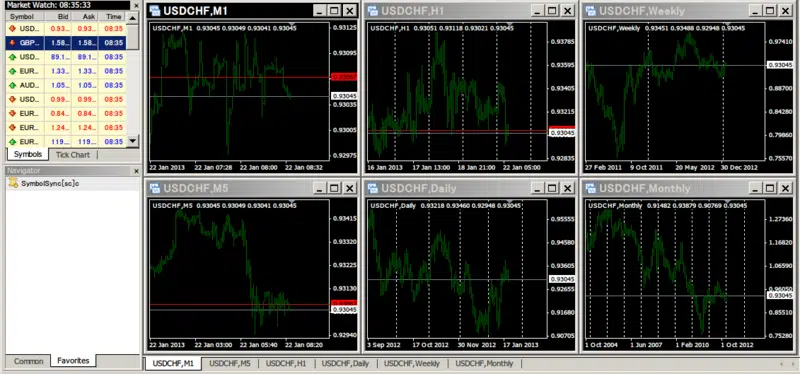 Market Watch: 08:35:33
Symbol Bid Ask Time
USD... 0.93... 0.93... 08:35
GBP... 1.58... 1.58... 08:35
USD... 89.1... 89.1... 08:35
EUR... 1.33... 1.33... 08:35
AUD... 1.05... 1.05... 08:35
USD... 0.99... 0.99... 08:35
EUR... 0.84... 0.84... 08:35
EUR... 1.24... 1.24... 08:35
EUR... 119... 119... 08:35
Symbols Tick Chart
Navigator
SymbolSync[sc]c
Common Favorites
USDCHF,M1
USDCHF,M1 0.93045 0.93049 0.93041 0.93045
0.93125
0.93095
0.93045
0.93015
0.92975
22 Jan 2013 22 Jan 07:28 22 Jan 08:00 22 Jan 08:32
USDCHF,H1
USDCHF,H1 0.93051 0.93118 0.93021 0.93045
0.93785
0.93595
0.93405
0.93215
0.93045
0.92835
16 Jan 2013 17 Jan 13:00 18 Jan 21:00 22 Jan 05:00
USDCHF,Weekly
USDCHF,Weekly 0.93451 0.93488 0.92948 0.93045
0.97410
0.93045
0.88640
0.84190
0.79860
0.75560
27 Feb 2011 9 Oct 2011 20 May 2012 30 Dec 2012
USDCHF,M5
USDCHF,M5 0.93045 0.93049 0.93041 0.93045
0.93415
0.93320
0.93225
0.93130
0.93045
0.92940
22 Jan 2013 22 Jan 03:00 22 Jan 05:40 22 Jan 08:20
USDCHF,Daily
USDCHF,Daily 0.93218 0.93460 0.92948 0.93045
0.95555
0.94580
0.93605
0.93045
0.92655
0.91680
0.90705
3 Sep 2012 17 Oct 2012 30 Nov 2012 17 Jan 2013
USDCHF,Monthly
USDCHF,Monthly 0.91482 0.93879 0.90769 0.93045
1.27360
1.16820
1.06590
0.96050
0.93045
0.85820
0.75280
1 Oct 2004 1 Jun 2007 1 Feb 2010 1 Oct 2012
USDCHF,M1 USDCHF,M5 USDCHF,H1 USDCHF,Daily USDCHF,Weekly USDCHF,Monthly